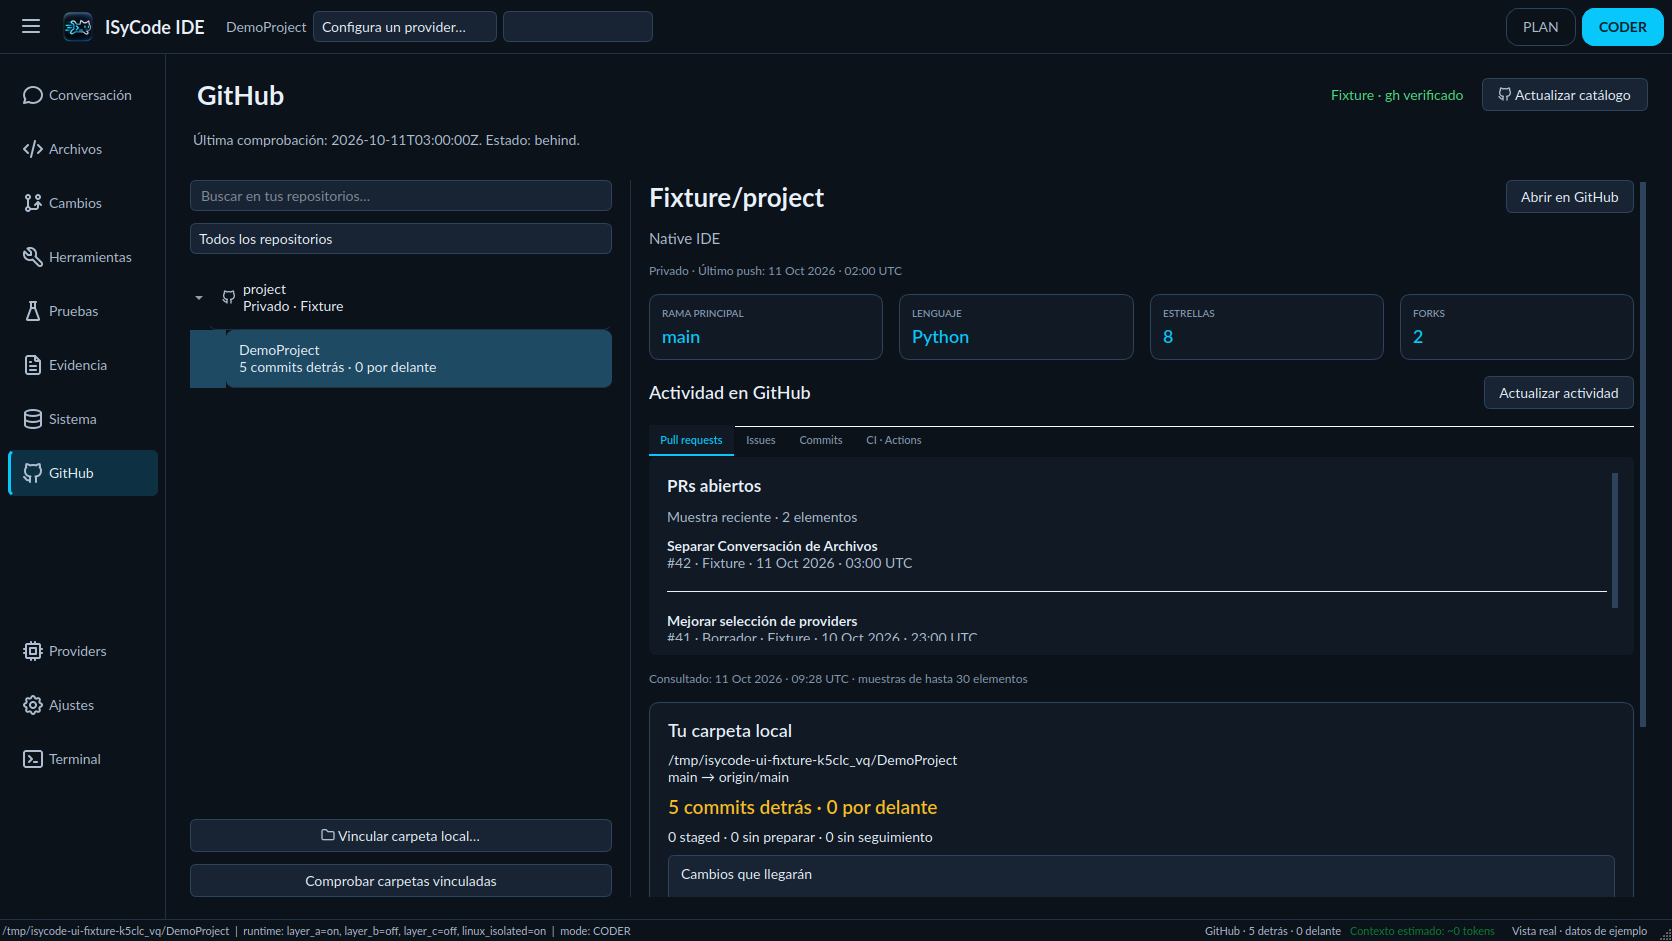 ISyCode IDE
DemoProject
Configura un provider...
PLAN
CODER
Conversación
Archivos
Cambios
Herramientas
Pruebas
Evidencia
Sistema
GitHub
Providers
Ajustes
Terminal
GitHub
Fixture · gh verificado
Actualizar catálogo
Última comprobación: 2026-10-11T03:00:00Z. Estado: behind.
Buscar en tus repositorios...
Todos los repositorios
project
Privado · Fixture
DemoProject
5 commits detrás · 0 por delante
Vincular carpeta local...
Comprobar carpetas vinculadas
Fixture/project
Abrir en GitHub
Native IDE
Privado · Último push: 11 Oct 2026 · 02:00 UTC
RAMA PRINCIPAL
main
LENGUAJE
Python
ESTRELLAS
8
FORKS
2
Actividad en GitHub
Actualizar actividad
Pull requests
Issues
Commits
CI · Actions
PRs abiertos
Muestra reciente · 2 elementos
Separar Conversación de Archivos
#42 · Fixture · 11 Oct 2026 · 03:00 UTC
Mejorar selección de providers
#41 · Borrador · Fixture · 10 Oct 2026 · 23:00 UTC
Consultado: 11 Oct 2026 · 09:28 UTC · muestras de hasta 30 elementos
Tu carpeta local
/tmp/isycode-ui-fixture-k5clc_vq/DemoProject
main → origin/main
5 commits detrás · 0 por delante
0 staged · 0 sin preparar · 0 sin seguimiento
Cambios que llegarán
/tmp/isycode-ui-fixture-k5clc_vq/DemoProject | runtime: layer_a=on, layer_b=off, layer_c=off, linux_isolated=on | mode: CODER
GitHub · 5 detrás · 0 delante
Contexto estimado: ~0 tokens
Vista real · datos de ejemplo